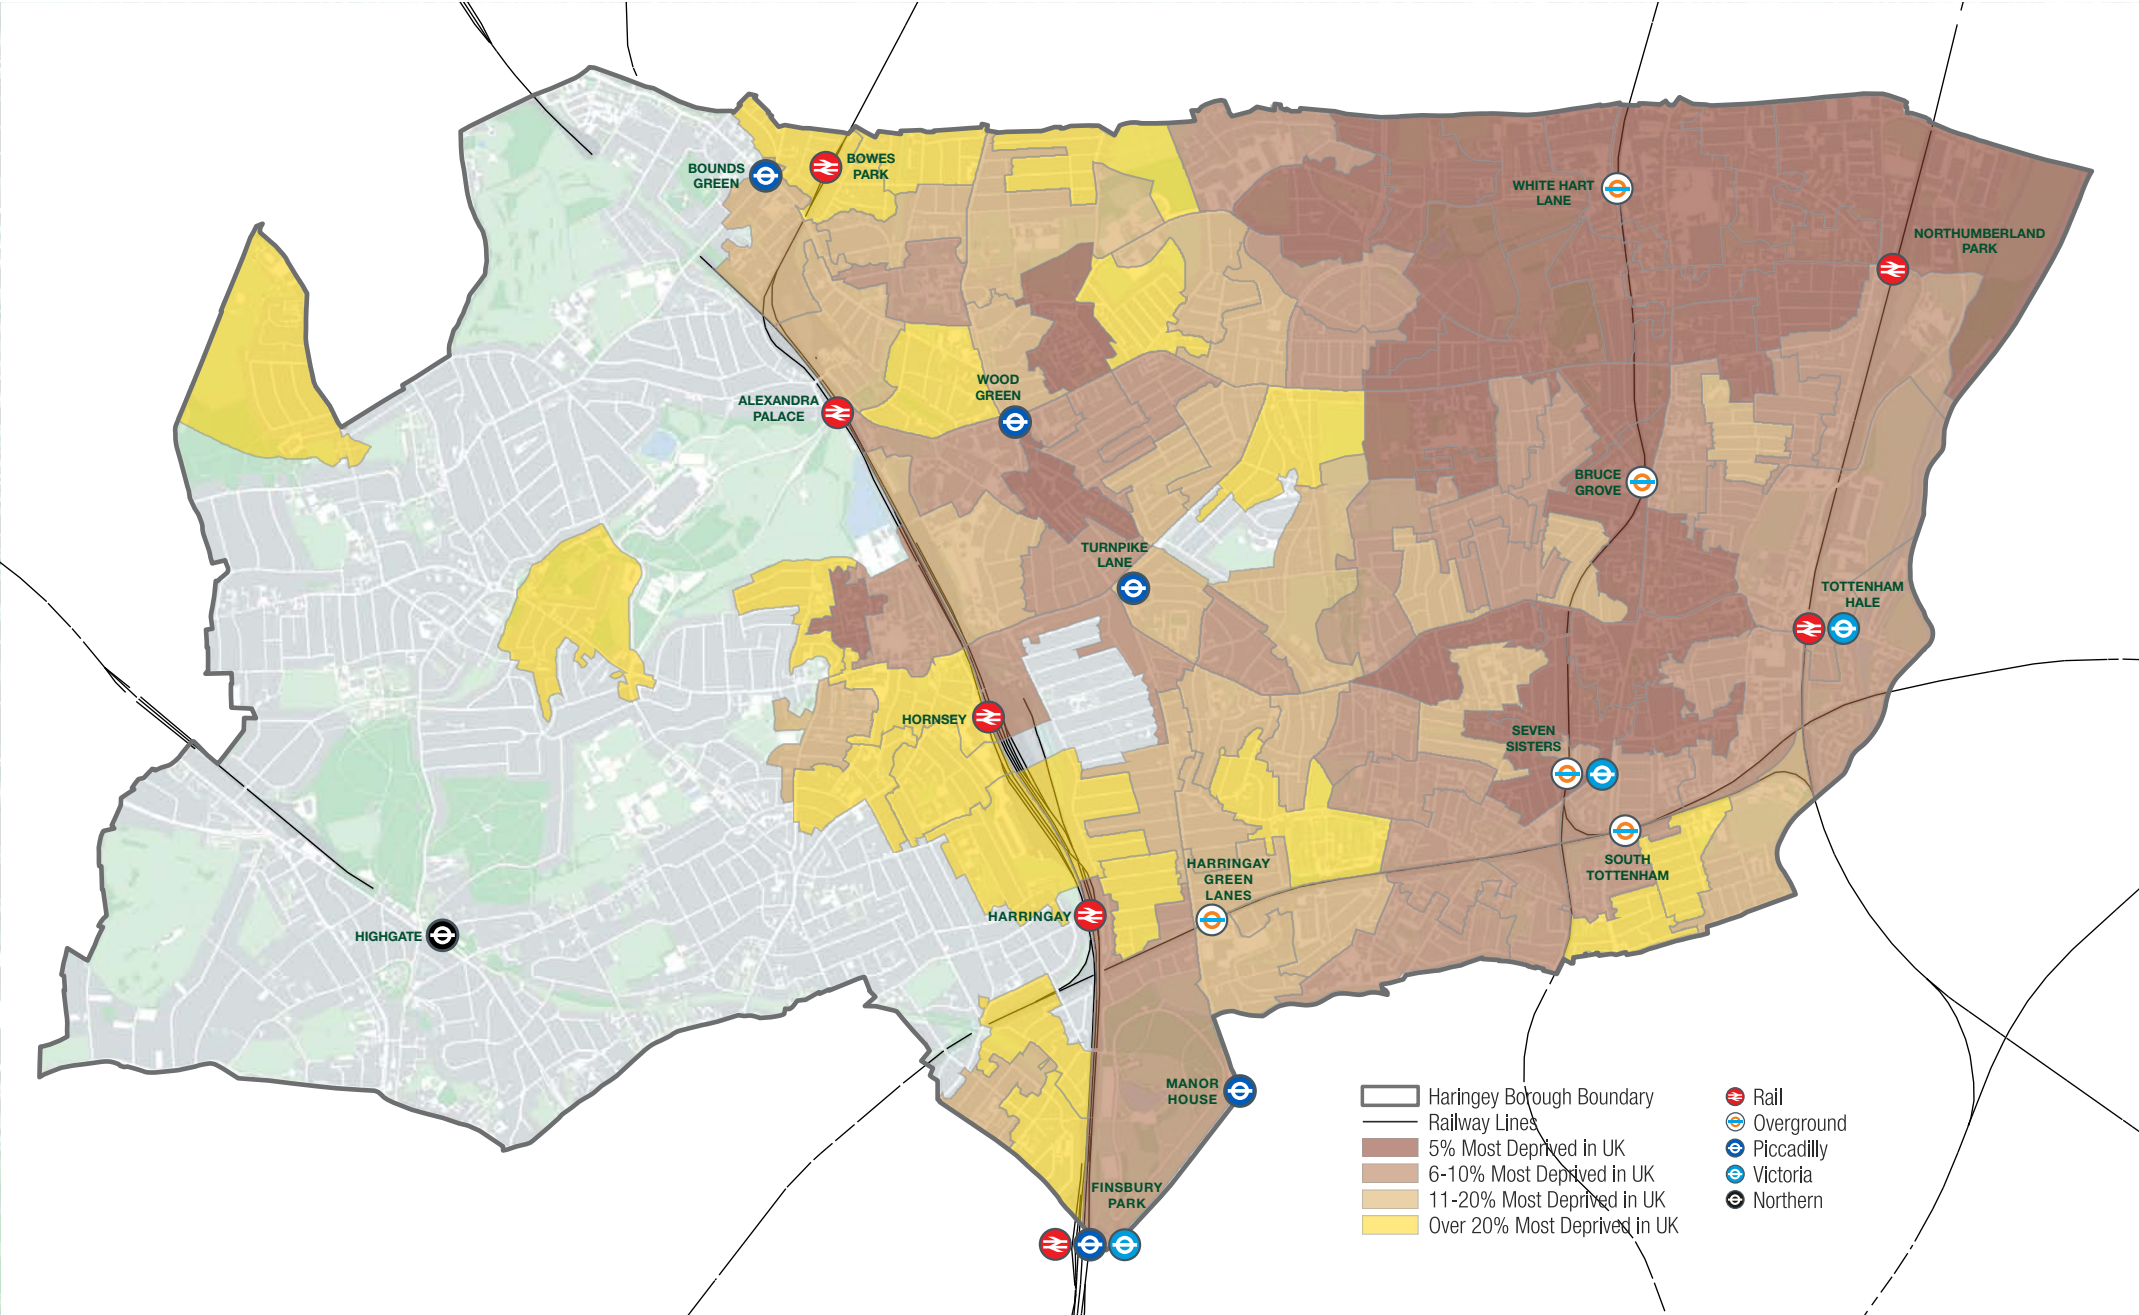 BOUNDS
GREEN
BOWES
PARK
WHITE HART
LANE
NORTHUMBERLAND
PARK
ALEXANDRA
PALACE
WOOD
GREEN
BRUCE
GROVE
TURNPIKE
LANE
TOTTENHAM
HALE
HORNSEY
SEVEN
SISTERS
HARRINGAY
GREEN
LANES
SOUTH
TOTTENHAM
HARRINGAY
HIGHGATE
MANOR
HOUSE
FINSBURY
PARK
Haringey Borough Boundary
Railway Lines
5% Most Deprived in UK
6-10% Most Deprived in UK
11-20% Most Deprived in UK
Over 20% Most Deprived in UK
Rail
Overground
Piccadilly
Victoria
Northern